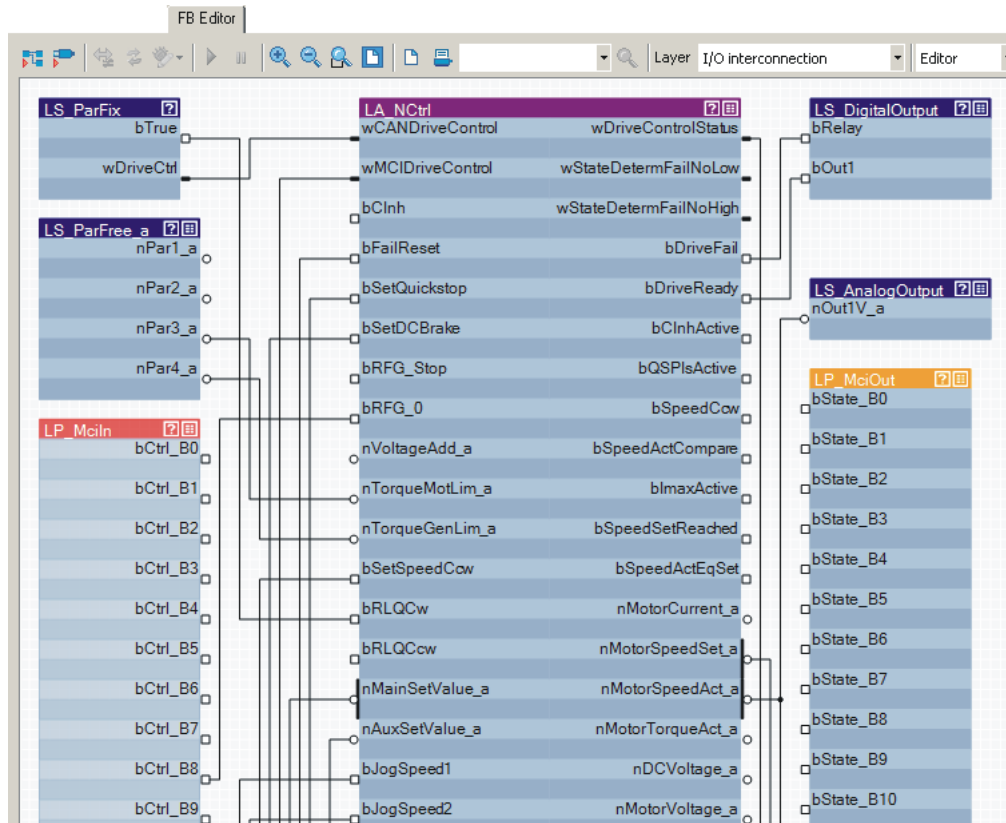 FB Editor
Layer I/O interconnection Editor
LS_ParFix
bTrue
wDriveCtrl
LS_ParFree_a
nPar1_a
nPar2_a
nPar3_a
nPar4_a
LP_MciIn
bCtrl_B0
bCtrl_B1
bCtrl_B2
bCtrl_B3
bCtrl_B4
bCtrl_B5
bCtrl_B6
bCtrl_B7
bCtrl_B8
bCtrl_B9
LA_NCtrl
wCANDriveControl wDriveControlStatus
wMCIDriveControl wStateDetermFailNoLow
bCInh wStateDetermFailNoHigh
bFailReset bDriveFail
bSetQuickstop bDriveReady
bSetDCBrake bCInhActive
bRFG_Stop bQSPIsActive
bRFG_0 bSpeedCcw
nVoltageAdd_a bSpeedActCompare
nTorqueMotLim_a bImaxActive
nTorqueGenLim_a bSpeedSetReached
bSetSpeedCcw bSpeedActEqSet
bRLQCw nMotorCurrent_a
bRLQCcw nMotorSpeedSet_a
nMainSetValue_a nMotorSpeedAct_a
nAuxSetValue_a nMotorTorqueAct_a
bJogSpeed1 nDCVoltage_a
bJogSpeed2 nMotorVoltage_a
LS_DigitalOutput
bRelay
bOut1
LS_AnalogOutput
nOut1V_a
LP_MciOut
bState_B0
bState_B1
bState_B2
bState_B3
bState_B4
bState_B5
bState_B6
bState_B7
bState_B8
bState_B9
bState_B10